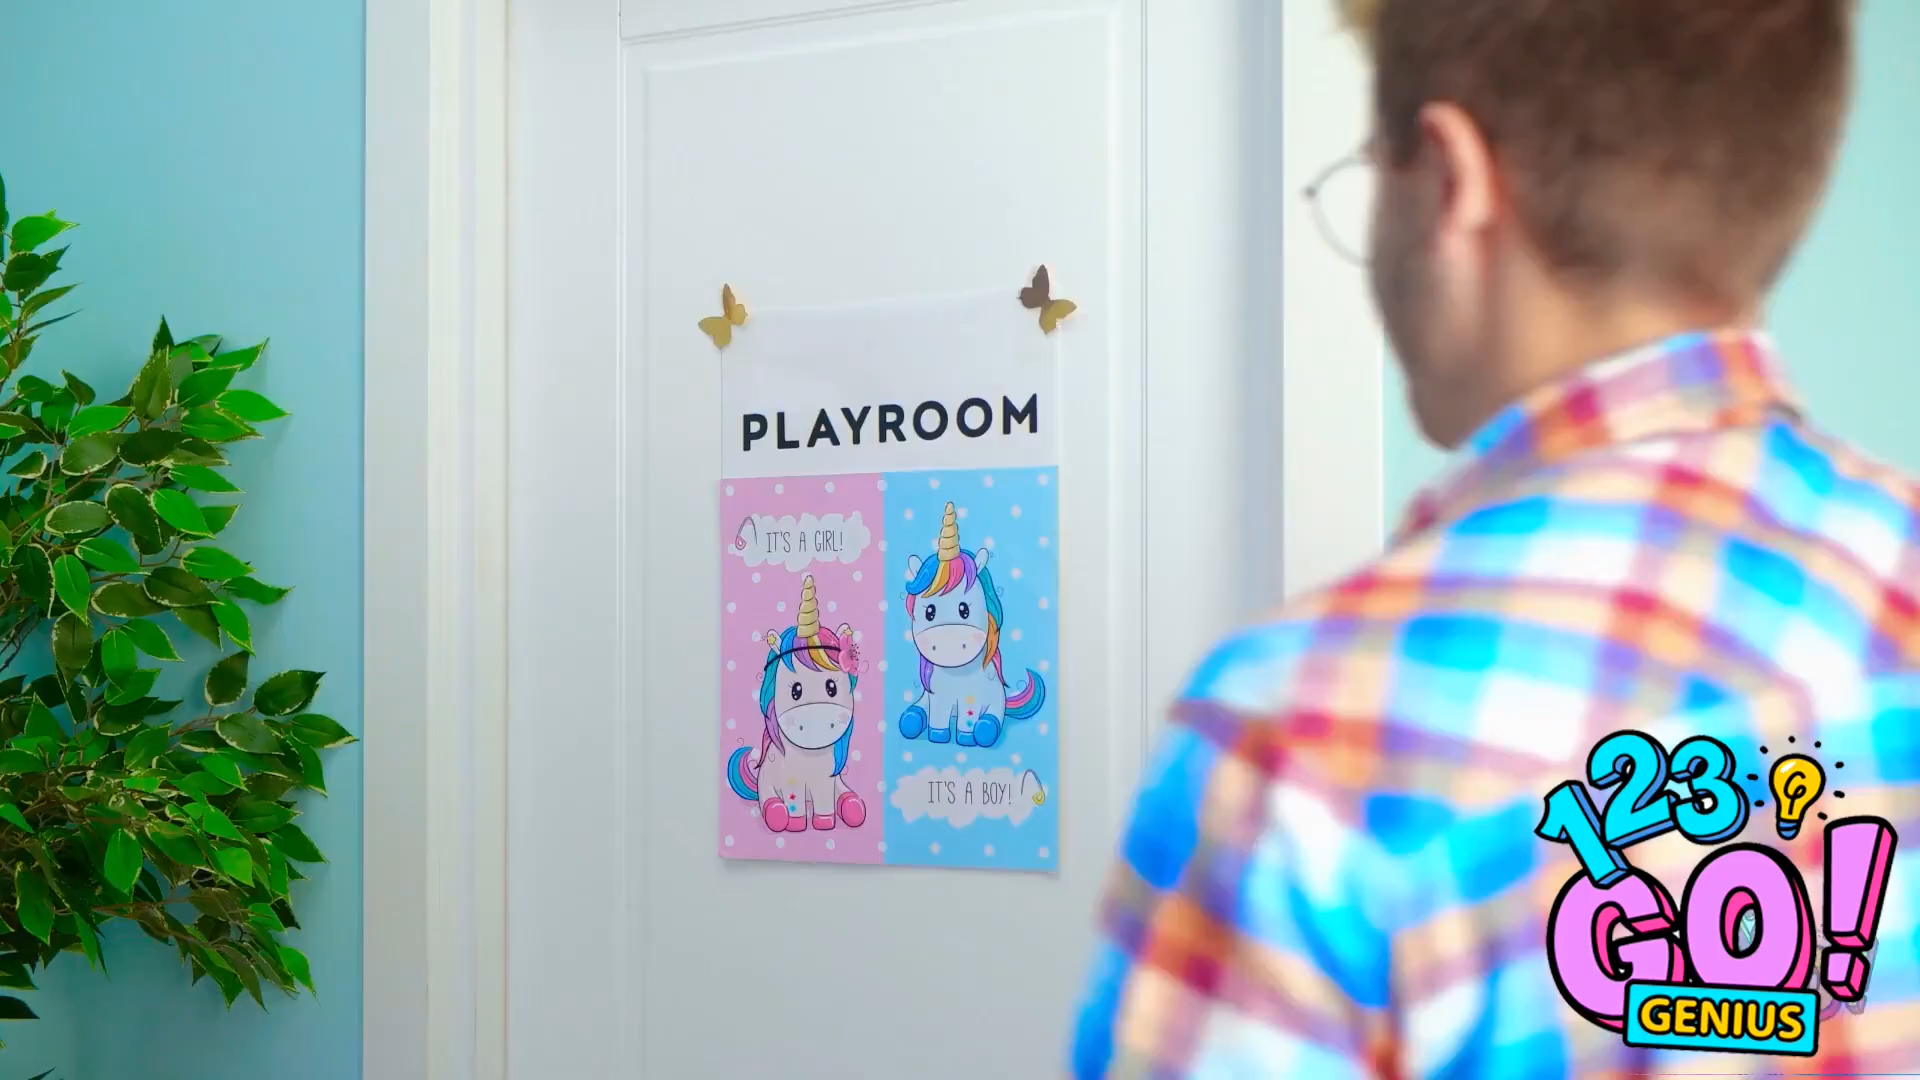 PLAYROOM
IT'S A GIRL!
IT'S A BOY!
123
GO!
GENIUS